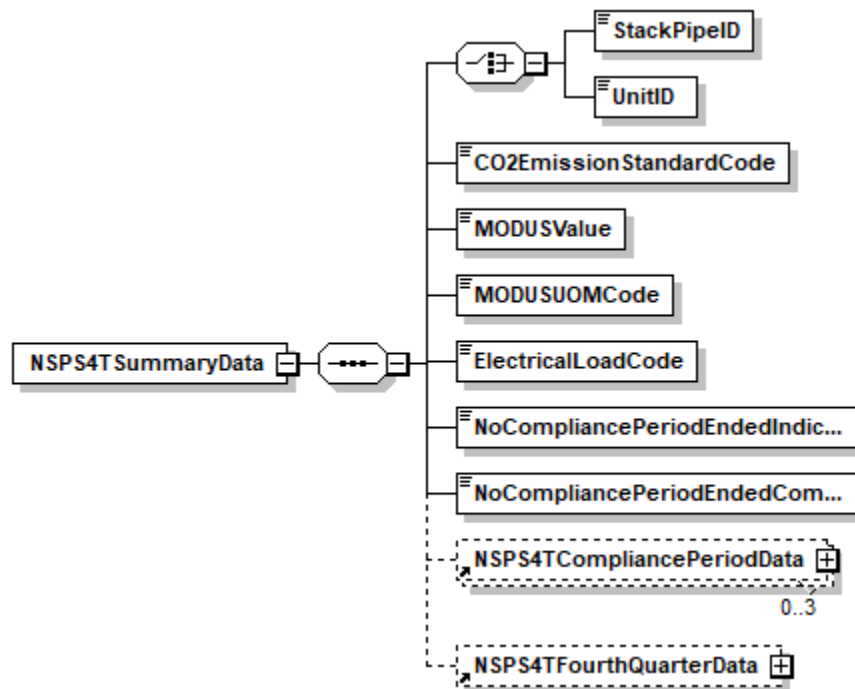 StackPipeID
UnitID
CO2EmissionStandardCode
MODUSValue
MODUSUOMCode
NSPS4TSummaryData
ElectricalLoadCode
NoCompliancePeriodEndedIndic...
NoCompliancePeriodEndedCom...
NSPS4TCompliancePeriodData
0..3
NSPS4TFourthQuarterData